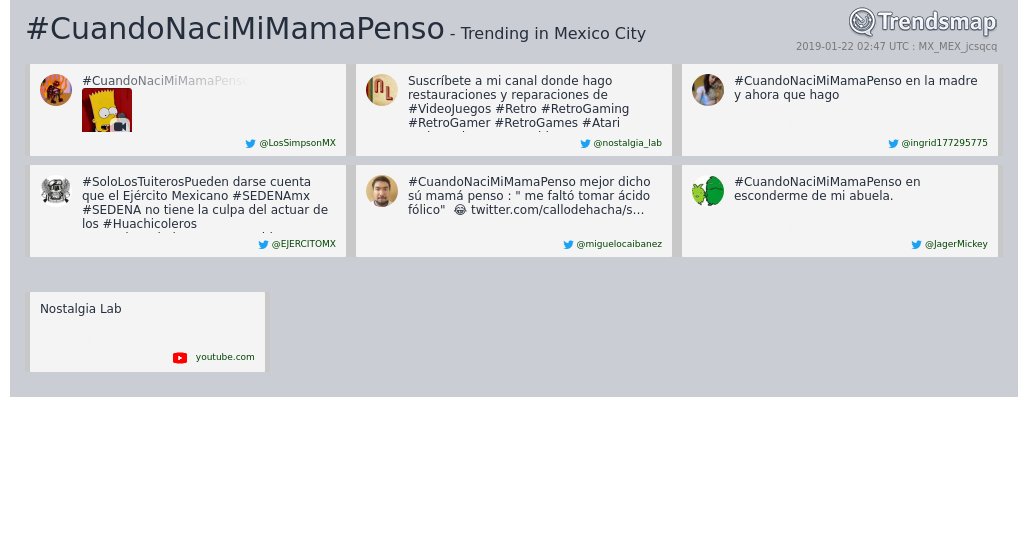 #CuandoNaciMiMamaPenso - Trending in Mexico City
Trendsmap
2019-01-22 02:47 UTC : MX_MEX_jcsqcq
#CuandoNaciMiMamaPenso
@LosSimpsonMX
Suscríbete a mi canal donde hago
restauraciones y reparaciones de
#VideoJuegos #Retro #RetroGaming
#RetroGamer #RetroGames #Atari
@nostalgia_lab
#CuandoNaciMiMamaPenso en la madre
y ahora que hago
@ingrid177295775
#SoloLosTuiterosPueden darse cuenta
que el Ejército Mexicano #SEDENAmx
#SEDENA no tiene la culpa del actuar de
los #Huachicoleros
@EJERCITOMX
#CuandoNaciMiMamaPenso mejor dicho
sú mamá penso : " me faltó tomar ácido
fólico" 😂 twitter.com/callodehacha/s…
@miguelocaibanez
#CuandoNaciMiMamaPenso en
esconderme de mi abuela.
@JagerMickey
Nostalgia Lab
youtube.com